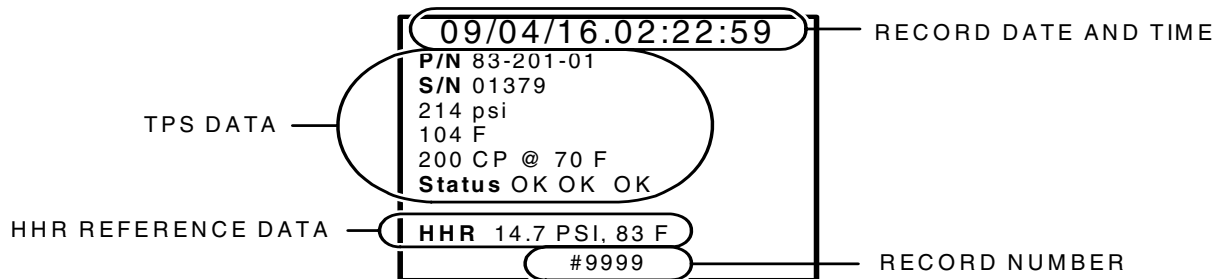 09/04/16.02:22:59
RECORD DATE AND TIME
P/N 83-201-01
S/N 01379
214 psi
TPS DATA
104 F
200 CP @ 70 F
Status OK OK OK
HHR REFERENCE DATA
HHR 14.7 PSI, 83 F
#9999
RECORD NUMBER